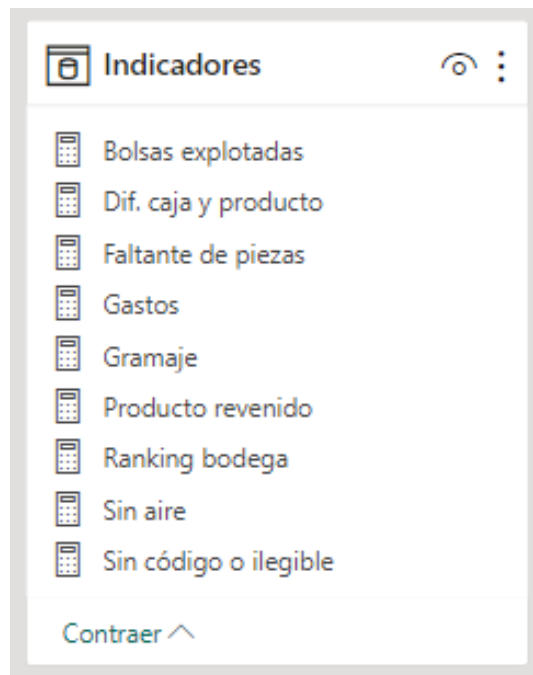 Indicadores
Bolsas explotadas
Dif. caja y producto
Faltante de piezas
Gastos
Gramaje
Producto revenido
Ranking bodega
Sin aire
Sin código o ilegible
Contraer